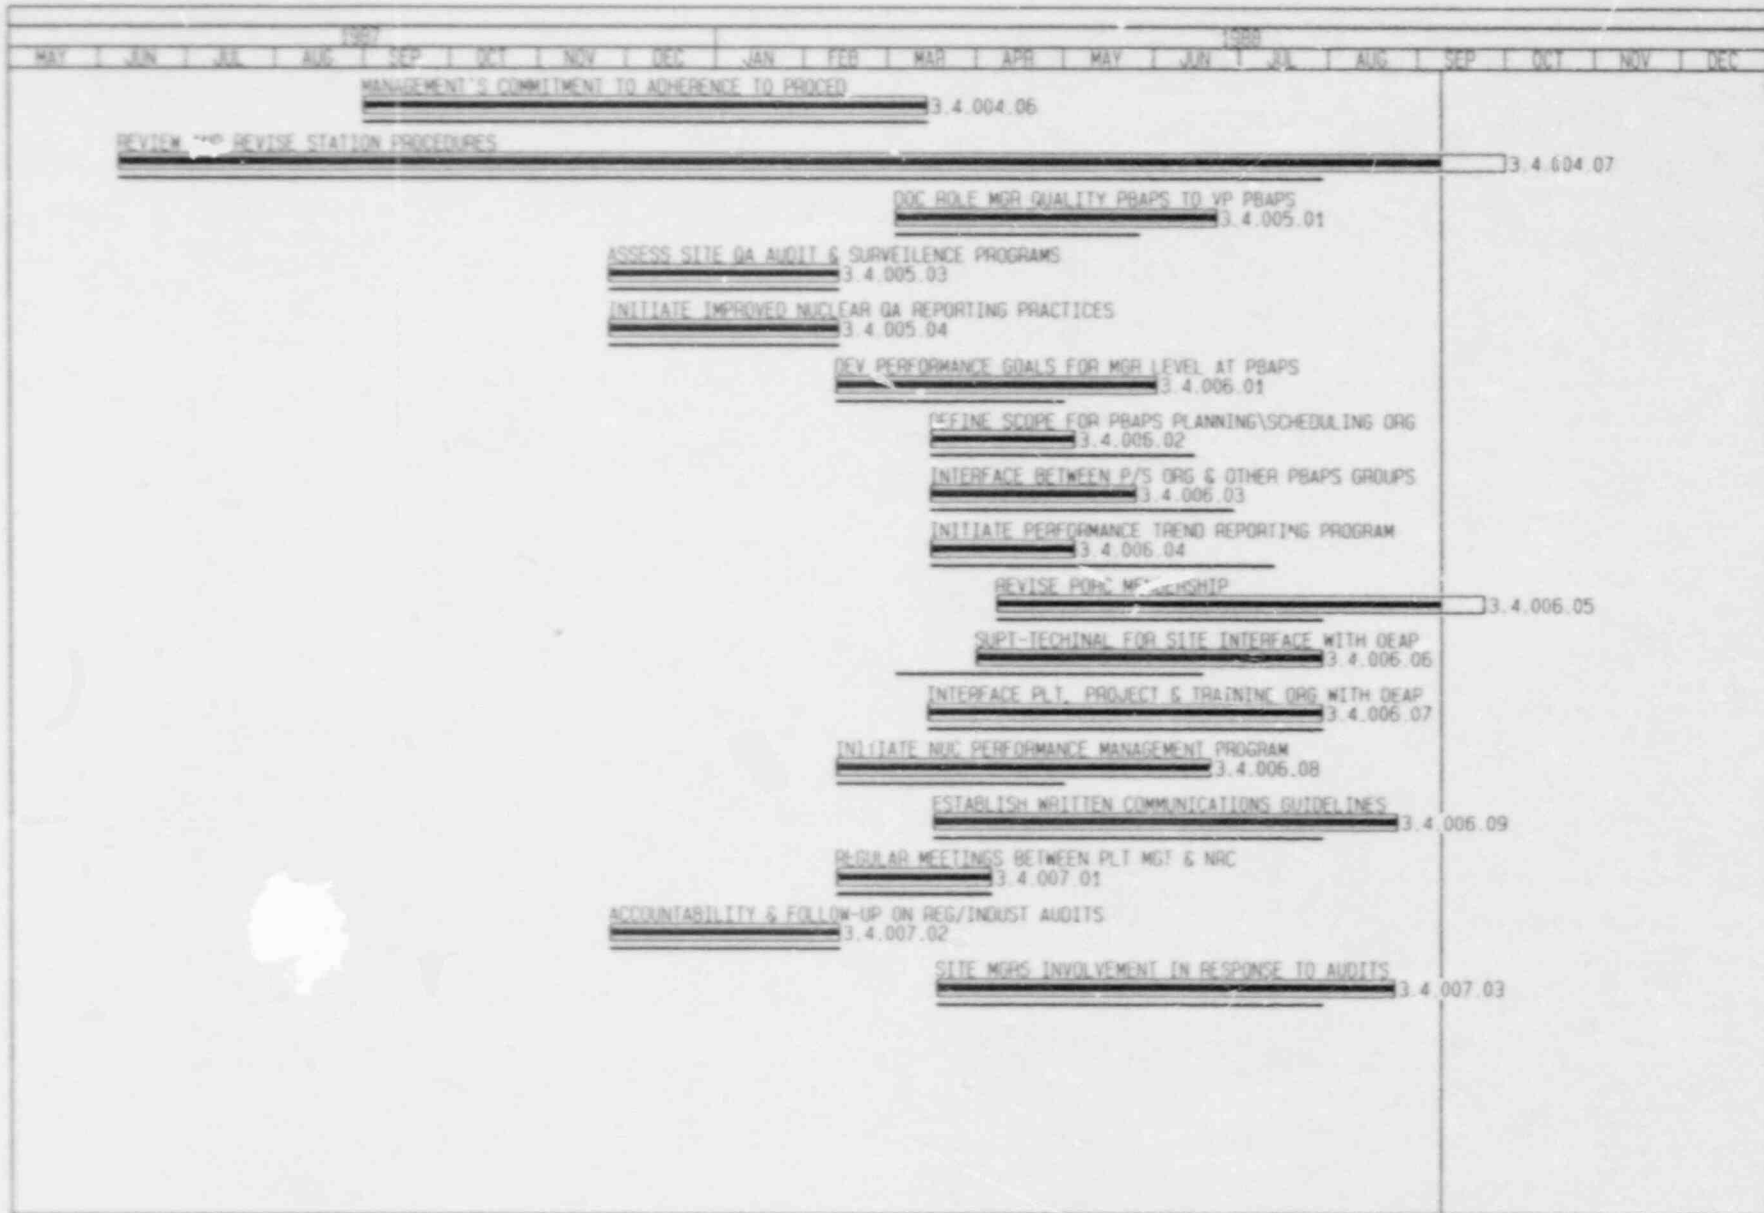 1987 1988
MAY JUN JUL AUG SEP OCT NOV DEC JAN FEB MAR APR MAY JUN JUL AUG SEP OCT NOV DEC
MANAGEMENT'S COMMITMENT TO ADHERENCE TO PROCED
3.4.004.06
REVIEW REVISE STATION PROCEDURES
3.4.004.07
DOC ROLE MGR QUALITY PBAPS TO VP PBAPS
3.4.005.01
ASSESS SITE QA AUDIT & SURVEILENCE PROGRAMS
3.4.005.03
INITIATE IMPROVED NUCLEAR QA REPORTING PRACTICES
3.4.005.04
DEV PERFORMANCE GOALS FOR MGR LEVEL AT PBAPS
3.4.006.01
DEFINE SCOPE FOR PBAPS PLANNING\SCHEDULING ORG
3.4.006.02
INTERFACE BETWEEN P/S ORG & OTHER PBAPS GROUPS
3.4.006.03
INITIATE PERFORMANCE TREND REPORTING PROGRAM
3.4.006.04
REVISE PORC MEMBERSHIP
3.4.006.05
SUPT-TECHINAL FOR SITE INTERFACE WITH OEAP
3.4.006.06
INTERFACE PLT, PROJECT & TRAINING ORG WITH OEAP
3.4.006.07
INITIATE NUC PERFORMANCE MANAGEMENT PROGRAM
3.4.006.08
ESTABLISH WRITTEN COMMUNICATIONS GUIDELINES
3.4.006.09
REGULAR MEETINGS BETWEEN PLT MGT & NRC
3.4.007.01
ACCOUNTABILITY & FOLLOW-UP ON REG/INDUST AUDITS
3.4.007.02
SITE MGRS INVOLVEMENT IN RESPONSE TO AUDITS
3.4.007.03